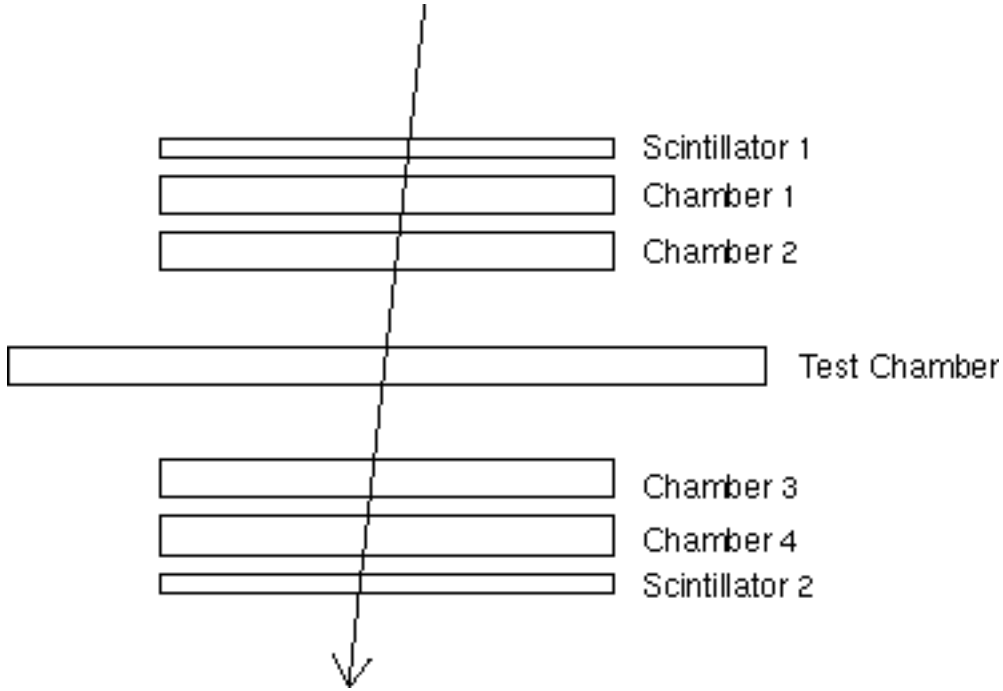 Scintillator 1
Chamber 1
Chamber 2
Test Chamber
Chamber 3
Chamber 4
Scintillator 2